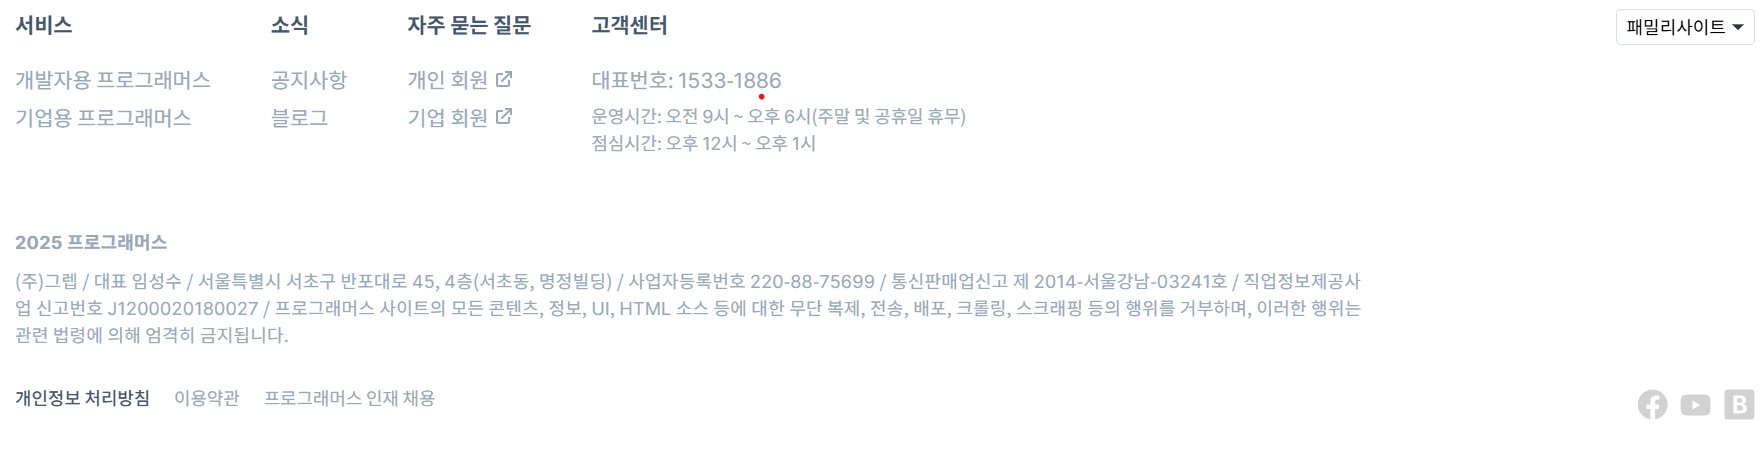 서비스
개발자용 프로그래머스
기업용 프로그래머스
소식
공지사항
블로그
자주 묻는 질문
개인 회원
기업 회원
고객센터
대표번호: 1533-1886
운영시간: 오전 9시 ~ 오후 6시(주말 및 공휴일 휴무)
점심시간: 오후 12시 ~ 오후 1시
패밀리사이트
2025 프로그래머스
(주)그렙 / 대표 임성수 / 서울특별시 서초구 반포대로 45, 4층(서초동, 명정빌딩) / 사업자등록번호 220-88-75699 / 통신판매업신고 제 2014-서울강남-03241호 / 직업정보제공사
업 신고번호 J1200020180027 / 프로그래머스 사이트의 모든 콘텐츠, 정보, UI, HTML 소스 등에 대한 무단 복제, 전송, 배포, 크롤링, 스크래핑 등의 행위를 거부하며, 이러한 행위는
관련 법령에 의해 엄격히 금지됩니다.
개인정보 처리방침 이용약관 프로그래머스 인재 채용
B